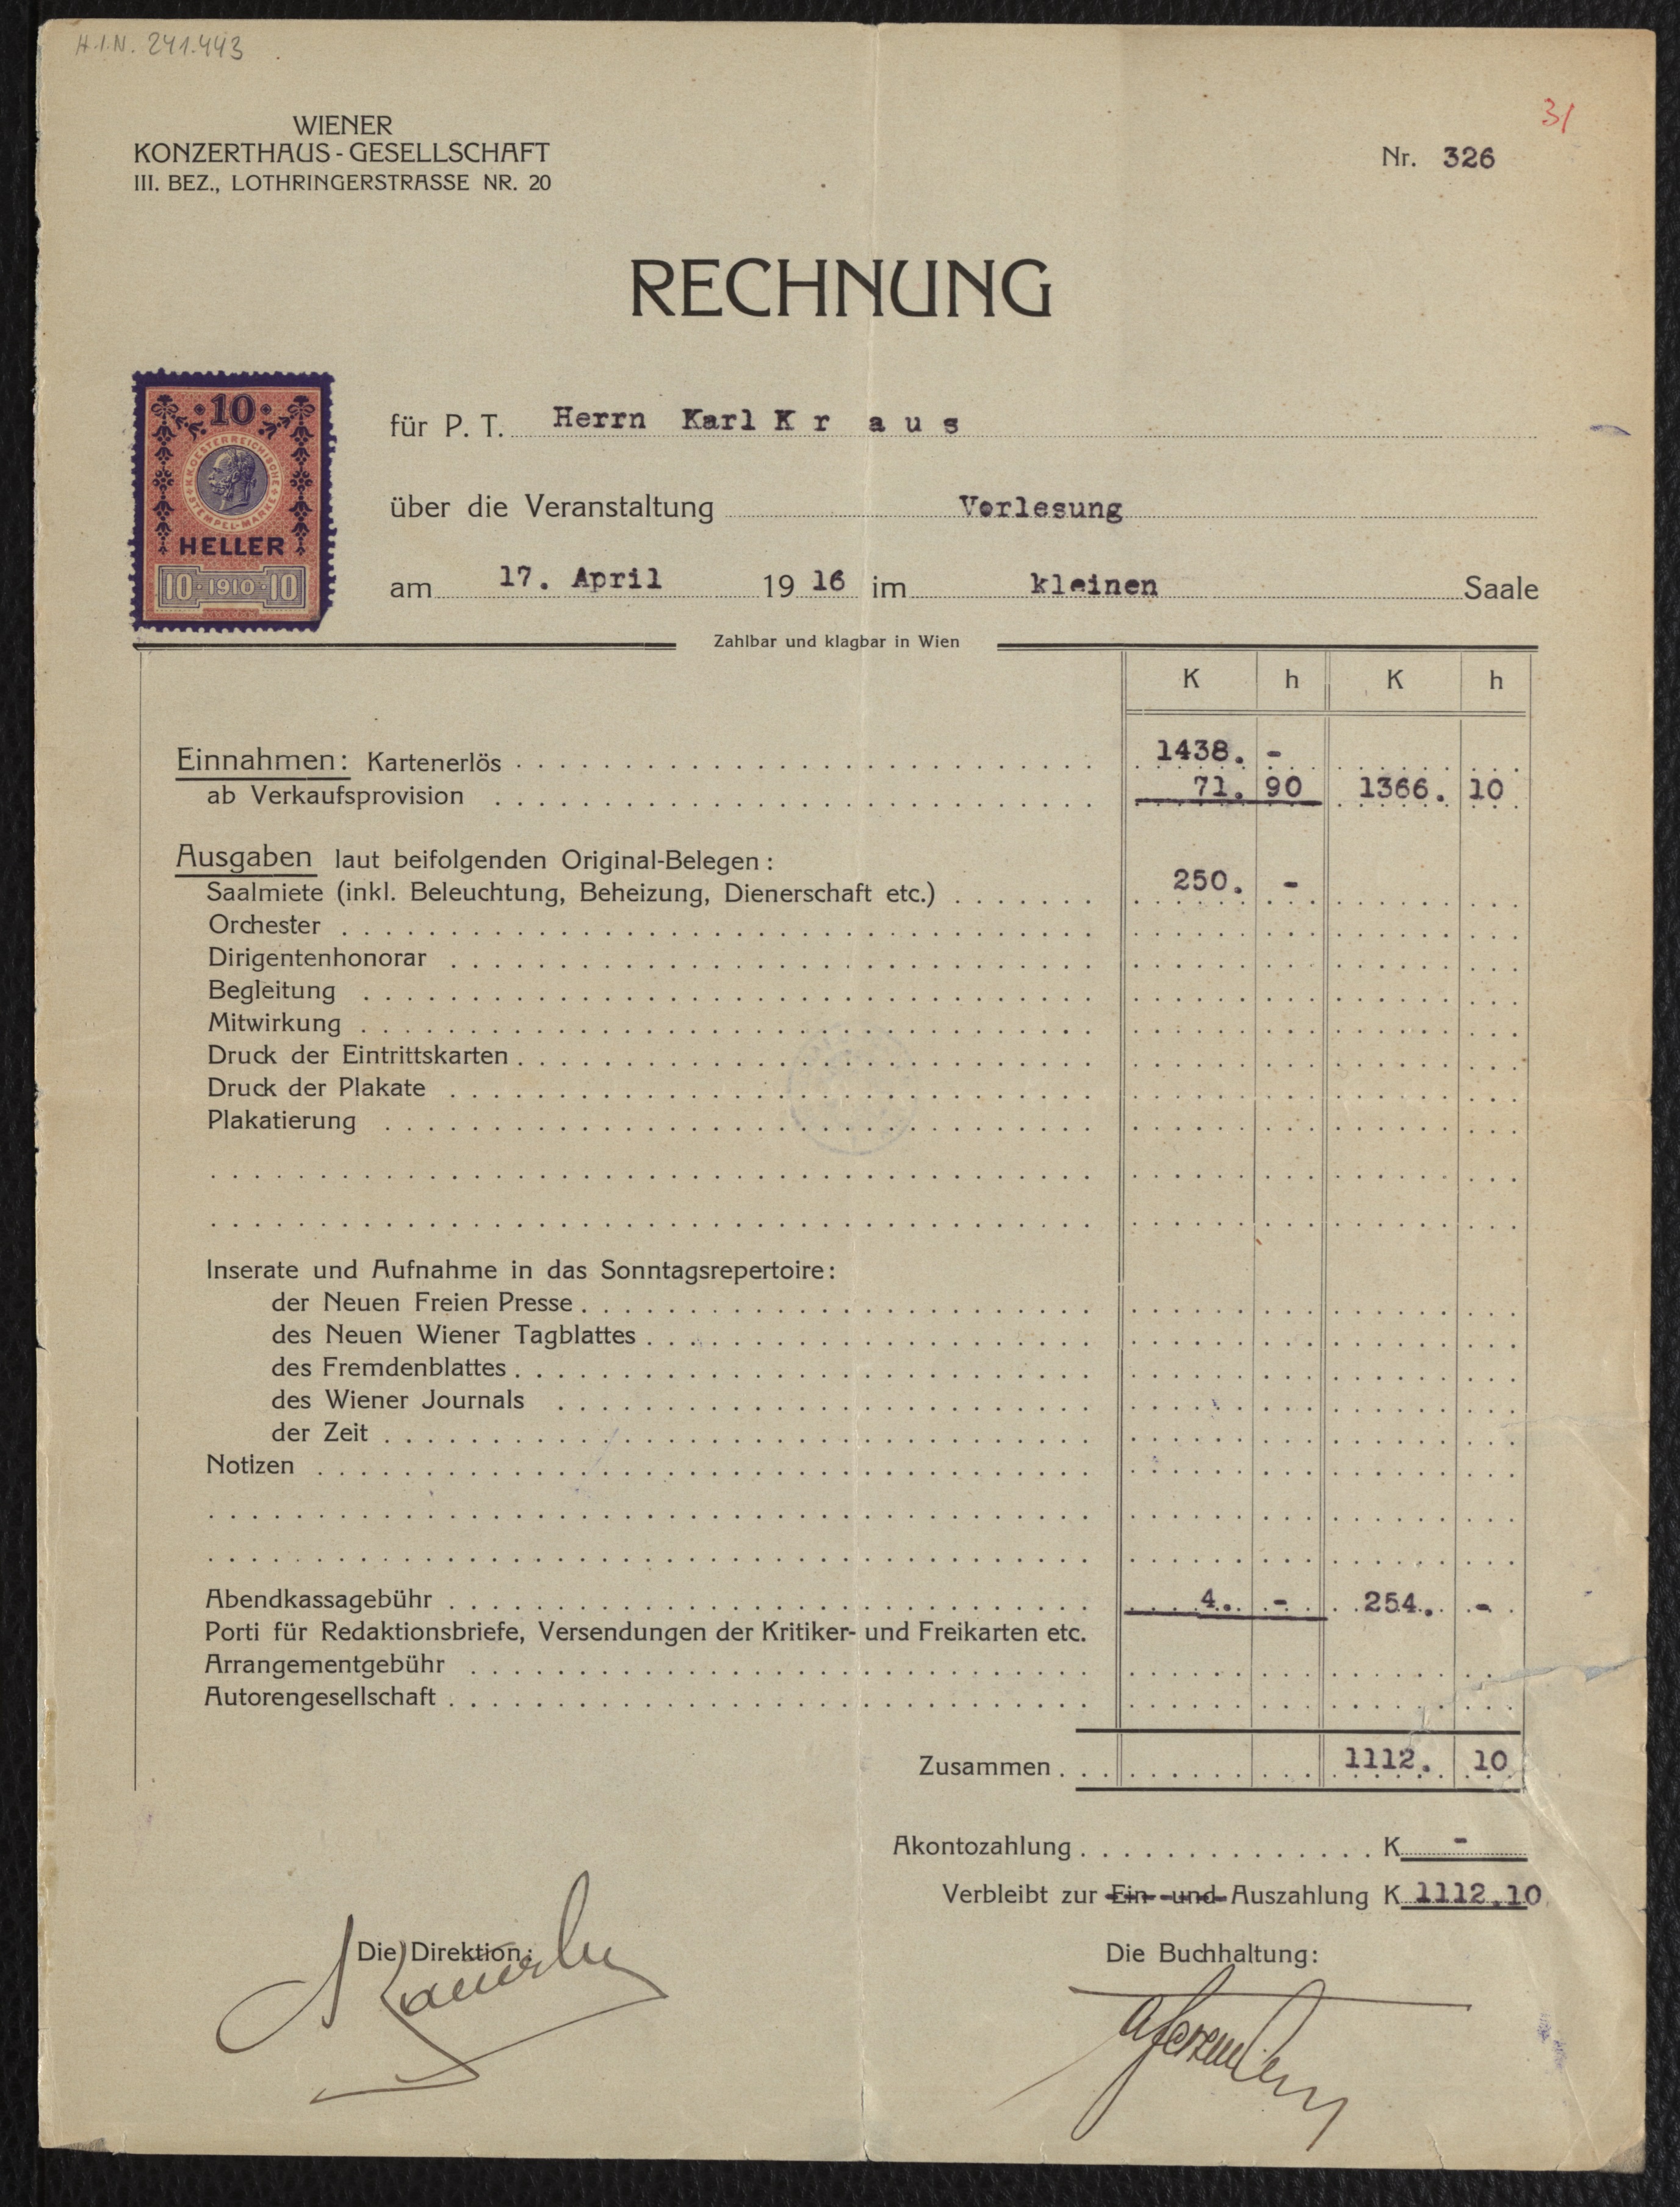 H.I.N. 241.443
31
WIENER
KONZERTHAUS-GESELLSCHAFT
III. BEZ., LOTHRINGERSTRASSE NR. 20
Nr. 326
RECHNUNG
10
K.K. OESTERREICHISCHE STEMPEL-MARKE
HELLER
10 · 1910 · 10
für P. T. Herrn Karl K r a u s
über die Veranstaltung Vorlesung
am 17. April 19 16 im kleinen Saale
Zahlbar und klagbar in Wien
K h K h
Einnahmen: Kartenerlös 1438. -
ab Verkaufsprovision 71. 90 1366. 10
Ausgaben laut beifolgenden Original-Belegen:
Saalmiete (inkl. Beleuchtung, Beheizung, Dienerschaft etc.) 250. -
Orchester
Dirigentenhonorar
Begleitung
Mitwirkung
Druck der Eintrittskarten
Druck der Plakate
Plakatierung
Inserate und Aufnahme in das Sonntagsrepertoire:
der Neuen Freien Presse
des Neuen Wiener Tagblattes
des Fremdenblattes
des Wiener Journals
der Zeit
Notizen
Abendkassagebühr 4. - 254. -
Porti für Redaktionsbriefe, Versendungen der Kritiker- und Freikarten etc.
Arrangementgebühr
Autorengesellschaft
Zusammen 1112. 10
Akontozahlung K -
Verbleibt zur Ein- und Auszahlung K 1112.10
Die Direktion:
Die Buchhaltung: